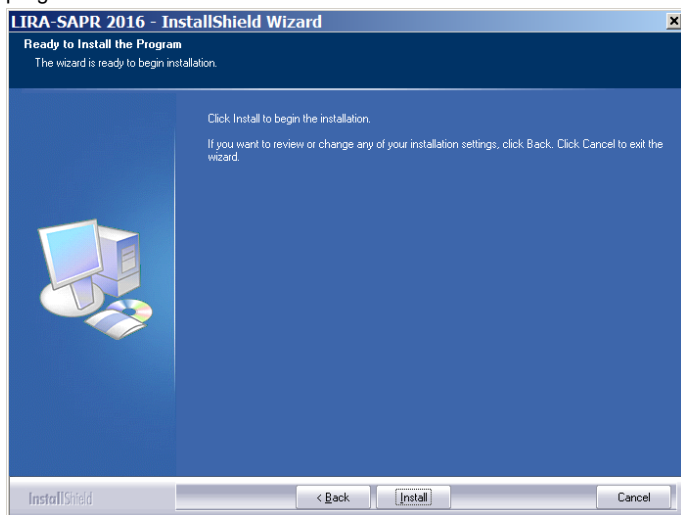 LIRA-SAPR 2016 - InstallShield Wizard
Ready to Install the Program
The wizard is ready to begin installation.
Click Install to begin the installation.
If you want to review or change any of your installation settings, click Back. Click Cancel to exit the
wizard.
InstallShield
< Back
Install
Cancel